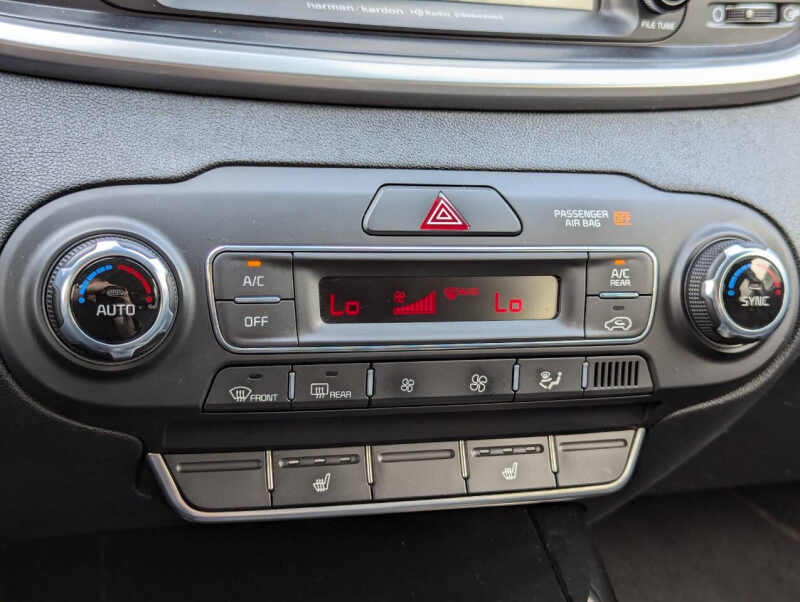 harman/kardon
FILE TUNE
PASSENGER
AIR BAG OFF
A/C
A/C
REAR
AUTO
Lo
Lo
SYNC
OFF
FRONT
REAR